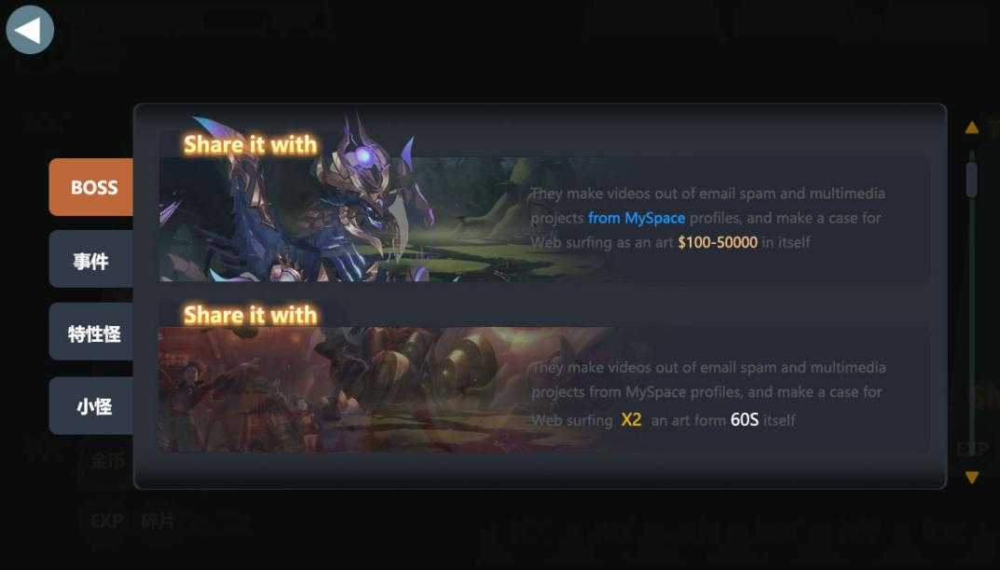 Share it with
They make videos out of email spam and multimedia
projects from MySpace profiles, and make a case for
Web surfing as an art $100-50000 in itself
BOSS
事件
特性怪
小怪
Share it with
They make videos out of email spam and multimedia
projects from MySpace profiles, and make a case for
Web surfing X2 an art form 60S itself
金币
EXP
EXP 碎片